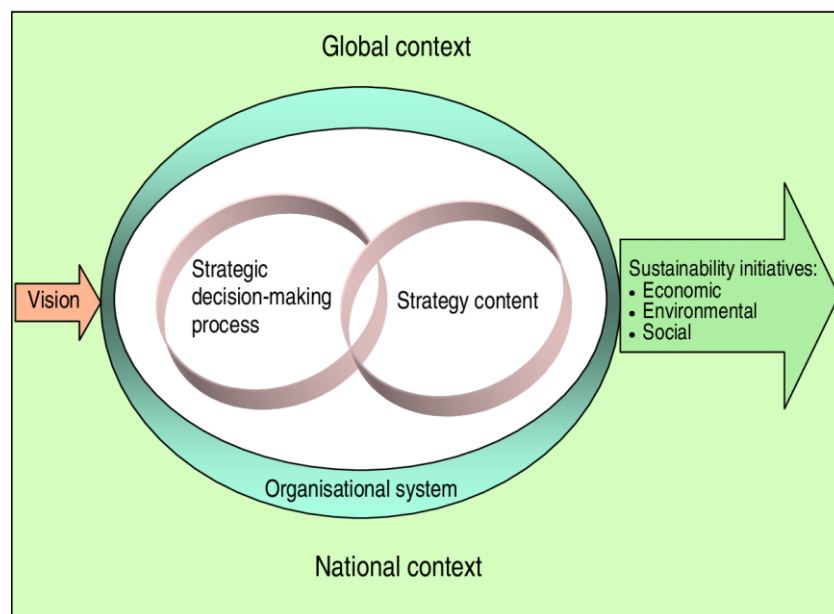 Global context
Strategic
decision-making
process
Strategy content
Vision
Sustainability initiatives:
• Economic
• Environmental
• Social
Organisational system
National context